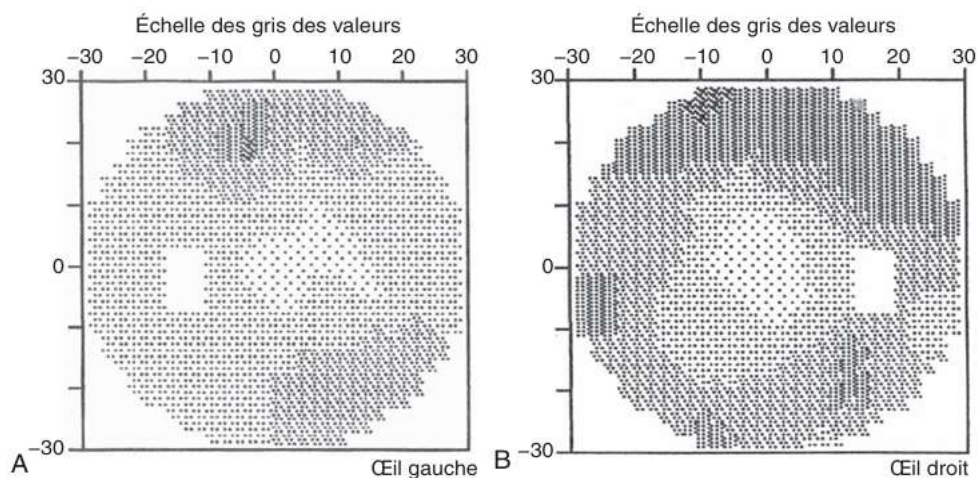 Échelle des gris des valeurs
−30 −20 −10 0 10 20 30
30
0
−30
A
Œil gauche
Échelle des gris des valeurs
−30 −20 −10 0 10 20 30
30
0
−30
B
Œil droit